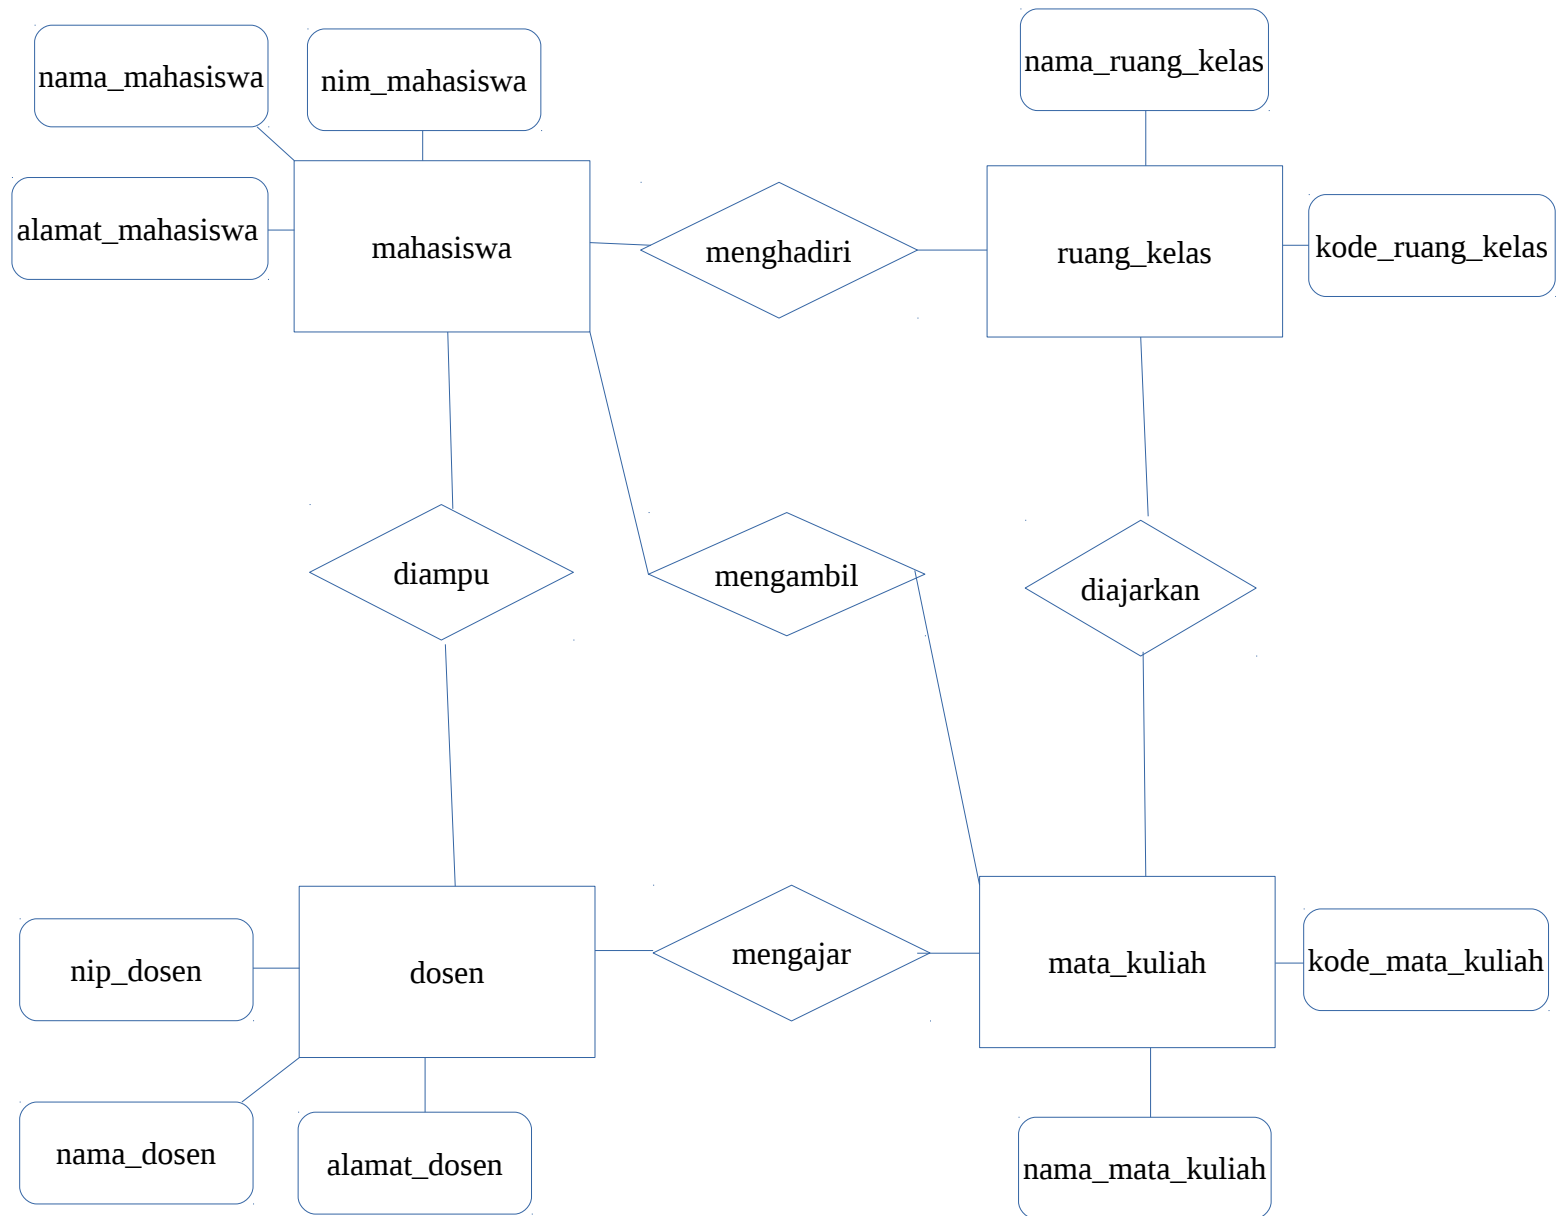 nama_mahasiswa
nim_mahasiswa
nama_ruang_kelas
alamat_mahasiswa
mahasiswa
menghadiri
ruang_kelas
kode_ruang_kelas
diampu
mengambil
diajarkan
nip_dosen
dosen
mengajar
mata_kuliah
kode_mata_kuliah
nama_dosen
alamat_dosen
nama_mata_kuliah